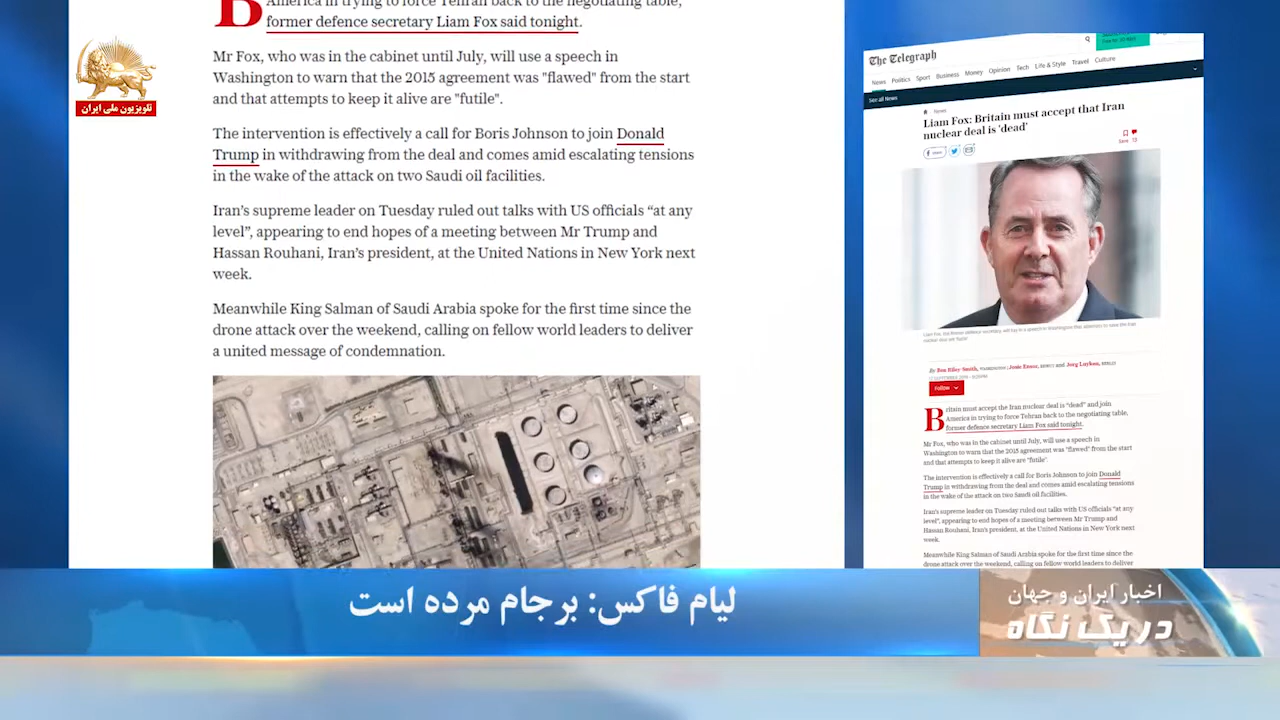 America in trying to force Tehran back to the negotiating table,
B former defence secretary Liam Fox said tonight.
Mr Fox, who was in the cabinet until July, will use a speech in
Washington to warn that the 2015 agreement was "flawed" from the start
and that attempts to keep it alive are "futile".
The intervention is effectively a call for Boris Johnson to join Donald
Trump in withdrawing from the deal and comes amid escalating tensions
in the wake of the attack on two Saudi oil facilities.
Iran's supreme leader on Tuesday ruled out talks with US officials “at any
level”, appearing to end hopes of a meeting between Mr Trump and
Hassan Rouhani, Iran's president, at the United Nations in New York next
week.
Meanwhile King Salman of Saudi Arabia spoke for the first time since the
drone attack over the weekend, calling on fellow world leaders to deliver
a united message of condemnation.
تلویزیون ملی ایران
The Telegraph
News Politics Sport Business Money Opinion Tech Life & Style Travel Culture
See all News
News
Liam Fox: Britain must accept that Iran
nuclear deal is 'dead'
Save 13
By Ben Riley-Smith, WASHINGTON | Josie Ensor, BEIRUT and Jorg Luyken, BERLIN
Follow
Britain must accept the Iran nuclear deal is “dead” and join
America in trying to force Tehran back to the negotiating table,
former defence secretary Liam Fox said tonight.
Mr Fox, who was in the cabinet until July, will use a speech in
Washington to warn that the 2015 agreement was "flawed" from the start
and that attempts to keep it alive are "futile".
The intervention is effectively a call for Boris Johnson to join Donald
Trump in withdrawing from the deal and comes amid escalating tensions
in the wake of the attack on two Saudi oil facilities.
Iran's supreme leader on Tuesday ruled out talks with US officials “at any
level”, appearing to end hopes of a meeting between Mr Trump and
Hassan Rouhani, Iran's president, at the United Nations in New York next
week.
Meanwhile King Salman of Saudi Arabia spoke for the first time since the
drone attack over the weekend, calling on fellow world leaders to deliver
لیام فاکس: برجام مرده است
اخبار ایران و جهان
در یک نگاه